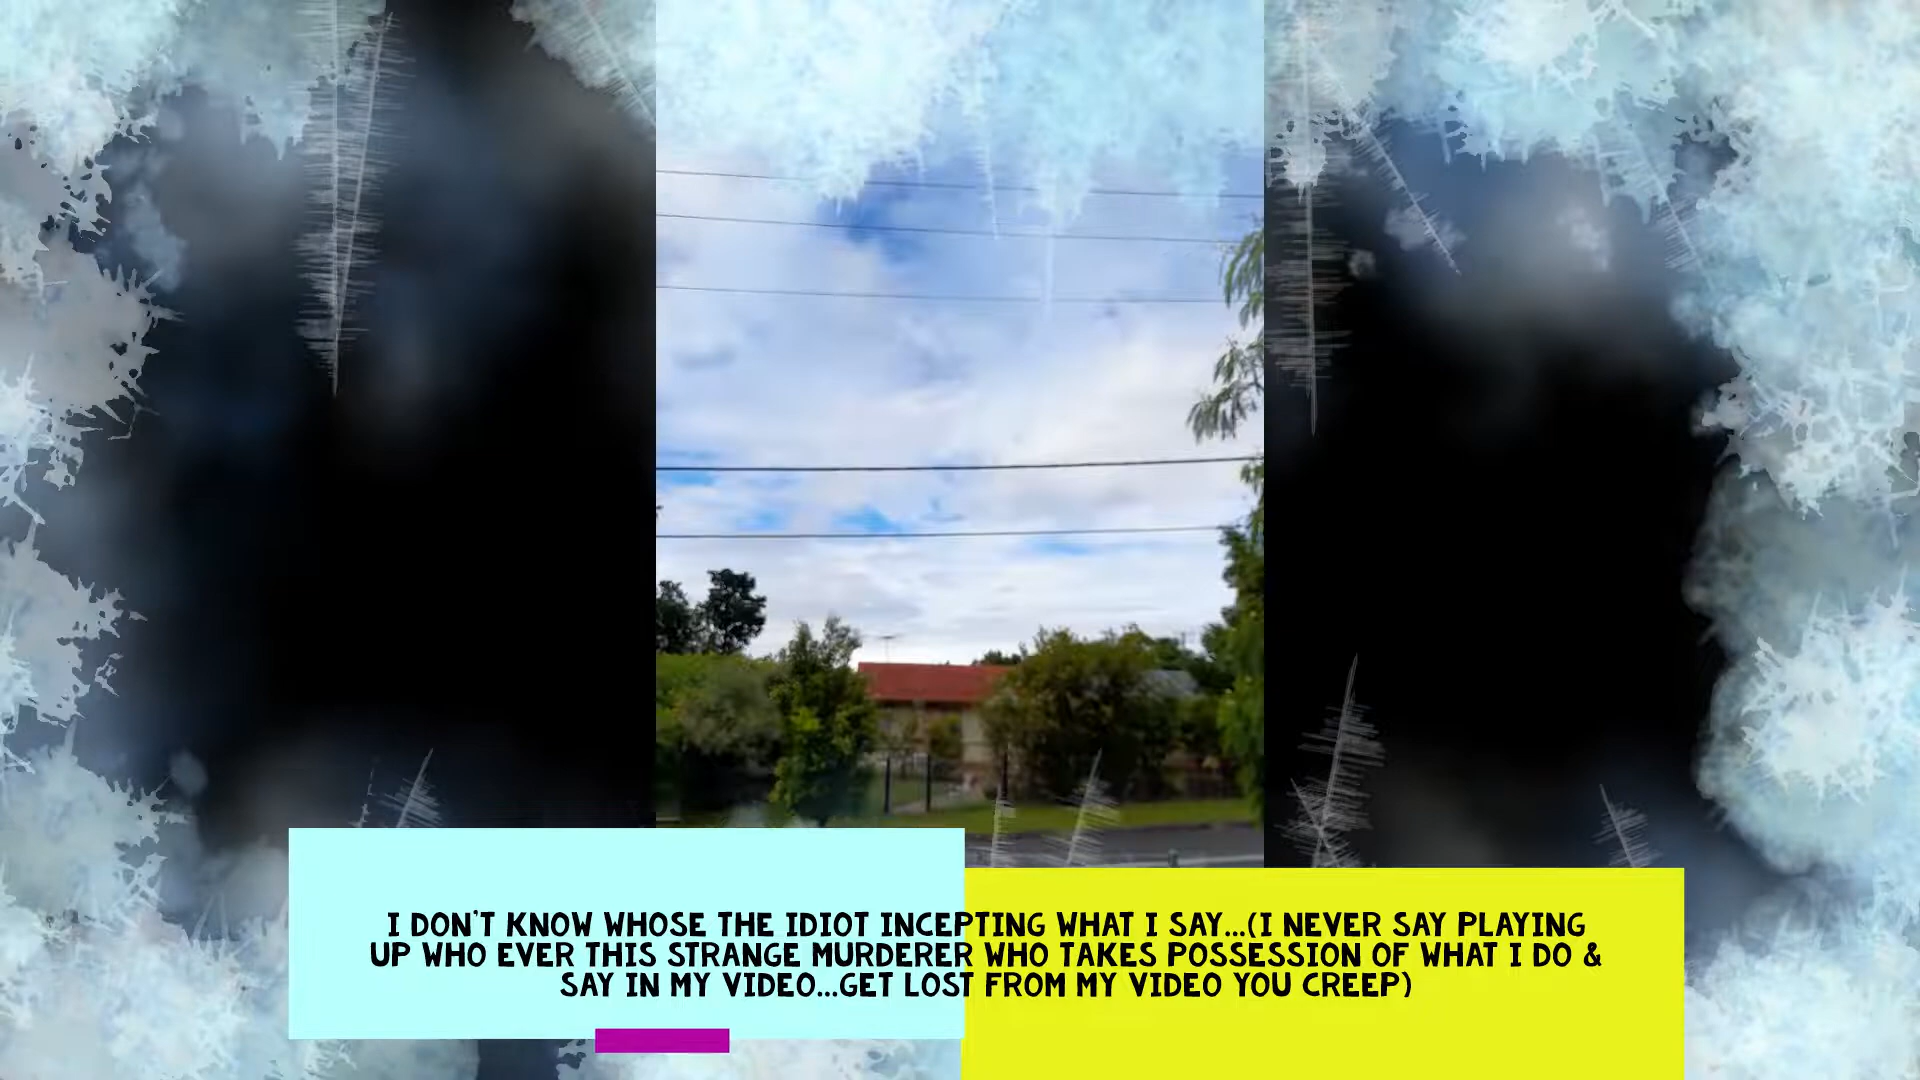 I DON'T KNOW WHOSE THE IDIOT INCEPTING WHAT I SAY...(I NEVER SAY PLAYING
UP WHO EVER THIS STRANGE MURDERER WHO TAKES POSSESSION OF WHAT I DO &
SAY IN MY VIDEO...GET LOST FROM MY VIDEO YOU CREEP)